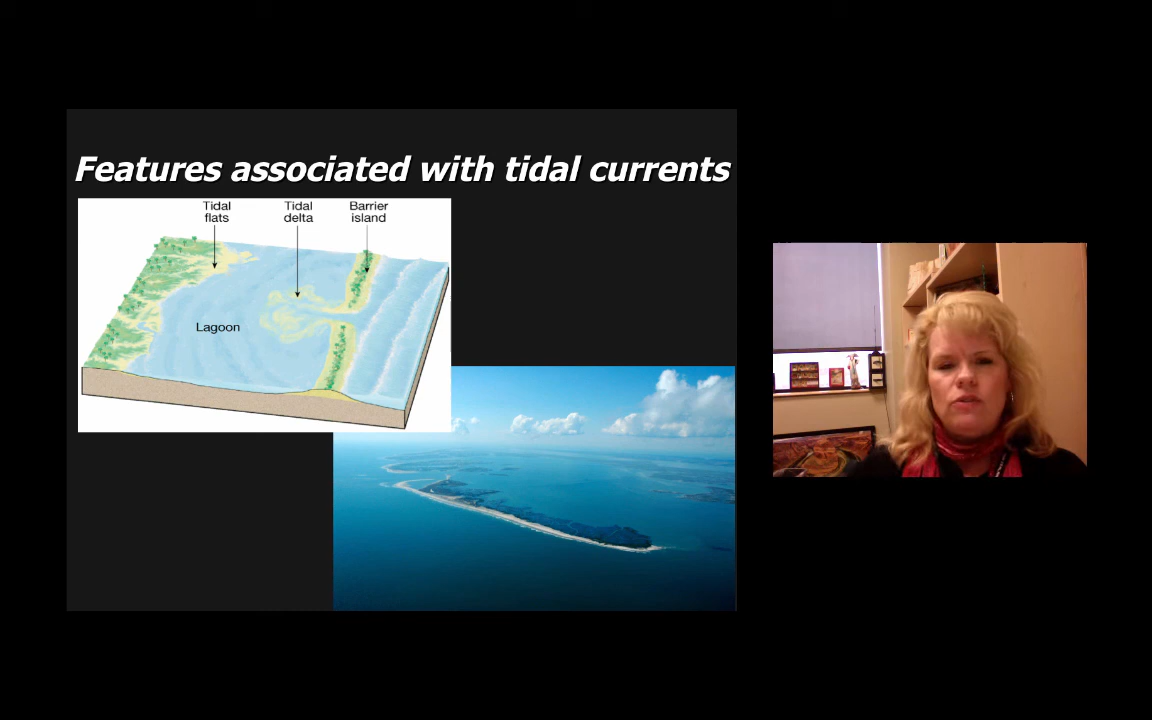 Features associated with tidal currents
Tidal flats
Tidal delta
Barrier island
Lagoon